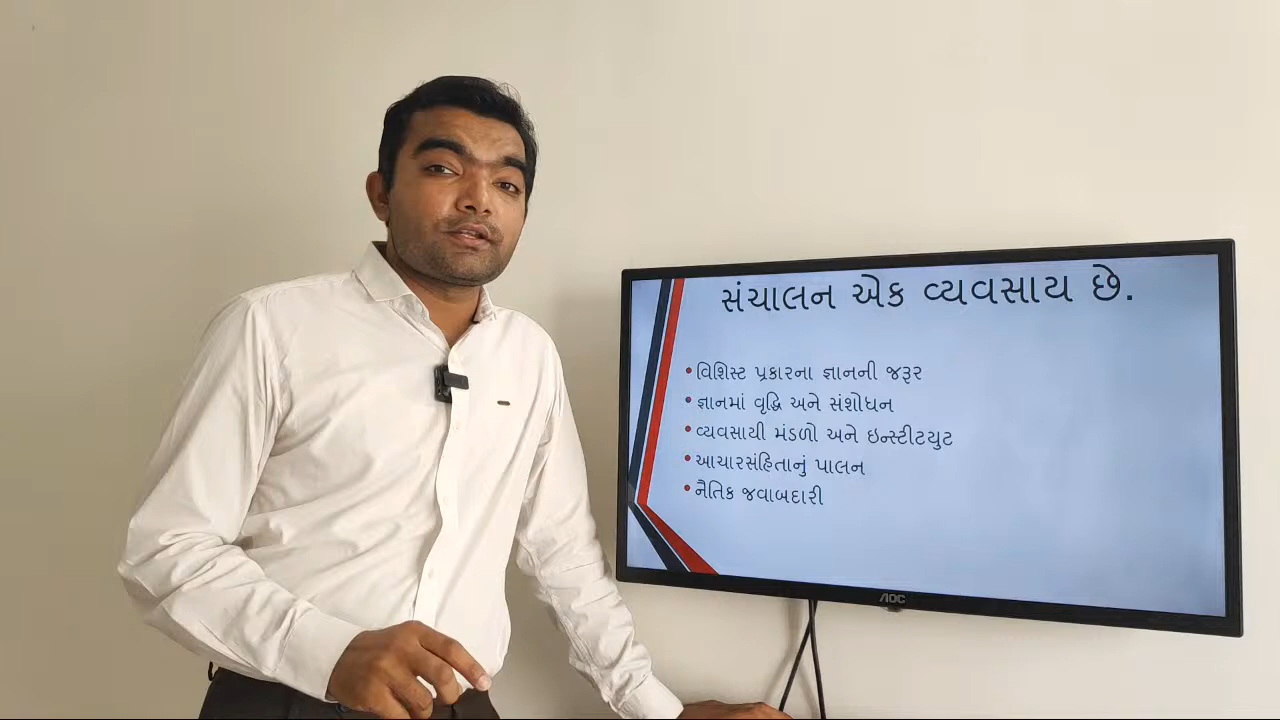 સંચાલન એક વ્યવસાય છે.
•વિશિસ્ટ પ્રકારના જ્ઞાનની જરૂર
•જ્ઞાનમાં વૃદ્ધિ અને સંશોધન
•વ્યવસાયી મંડળો અને ઇન્સ્ટીટયુટ
•આચારસંહિતાનું પાલન
•નૈતિક જવાબદારી
AOC